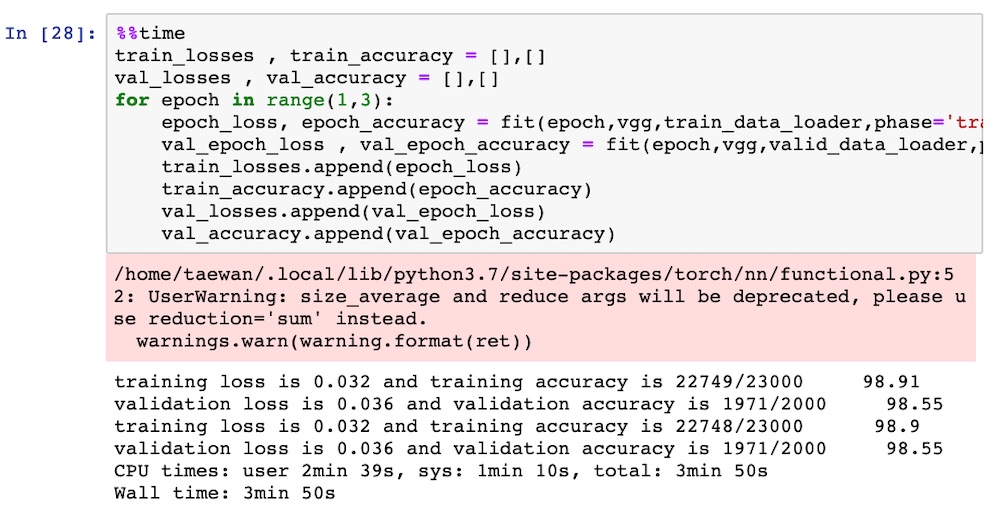 In [28]: %%time
train_losses , train_accuracy = [],[]
val_losses , val_accuracy = [],[]
for epoch in range(1,3):
    epoch_loss, epoch_accuracy = fit(epoch,vgg,train_data_loader,phase='tra
    val_epoch_loss , val_epoch_accuracy = fit(epoch,vgg,valid_data_loader,p
    train_losses.append(epoch_loss)
    train_accuracy.append(epoch_accuracy)
    val_losses.append(val_epoch_loss)
    val_accuracy.append(val_epoch_accuracy)
/home/taewan/.local/lib/python3.7/site-packages/torch/nn/functional.py:5
2: UserWarning: size_average and reduce args will be deprecated, please u
se reduction='sum' instead.
  warnings.warn(warning.format(ret))
training loss is 0.032 and training accuracy is 22749/23000     98.91
validation loss is 0.036 and validation accuracy is 1971/2000     98.55
training loss is 0.032 and training accuracy is 22748/23000      98.9
validation loss is 0.036 and validation accuracy is 1971/2000     98.55
CPU times: user 2min 39s, sys: 1min 10s, total: 3min 50s
Wall time: 3min 50s